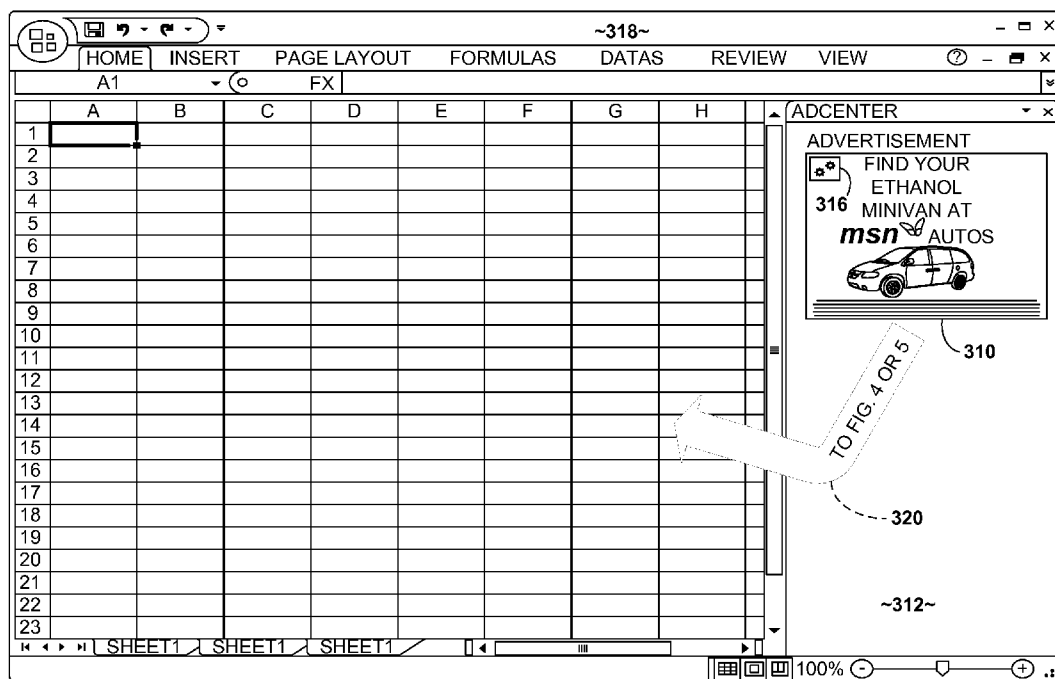 ~318~
HOME INSERT PAGE LAYOUT FORMULAS DATAS REVIEW VIEW
A1 FX
A B C D E F G H
ADCENTER
ADVERTISEMENT
FIND YOUR
ETHANOL
MINIVAN AT
msn AUTOS
316
310
1
2
3
4
5
6
7
8
9
10
11
12
13
14
15
16
17
18
19
20
21
22
23
TO FIG. 4 OR 5
320
~312~
SHEET1 SHEET1 SHEET1
100%